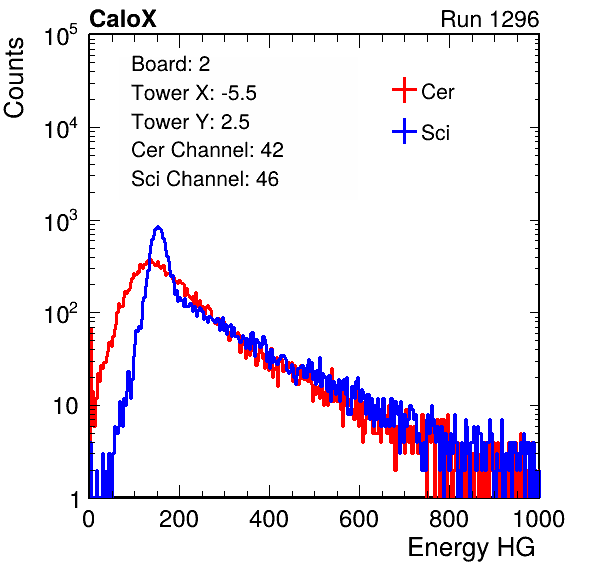 CaloX Run 1296
Counts
Board: 2
Tower X: -5.5
Tower Y: 2.5
Cer Channel: 42
Sci Channel: 46
Cer
Sci
10^5
10^4
10^3
10^2
10
1
0 200 400 600 800 1000
Energy HG